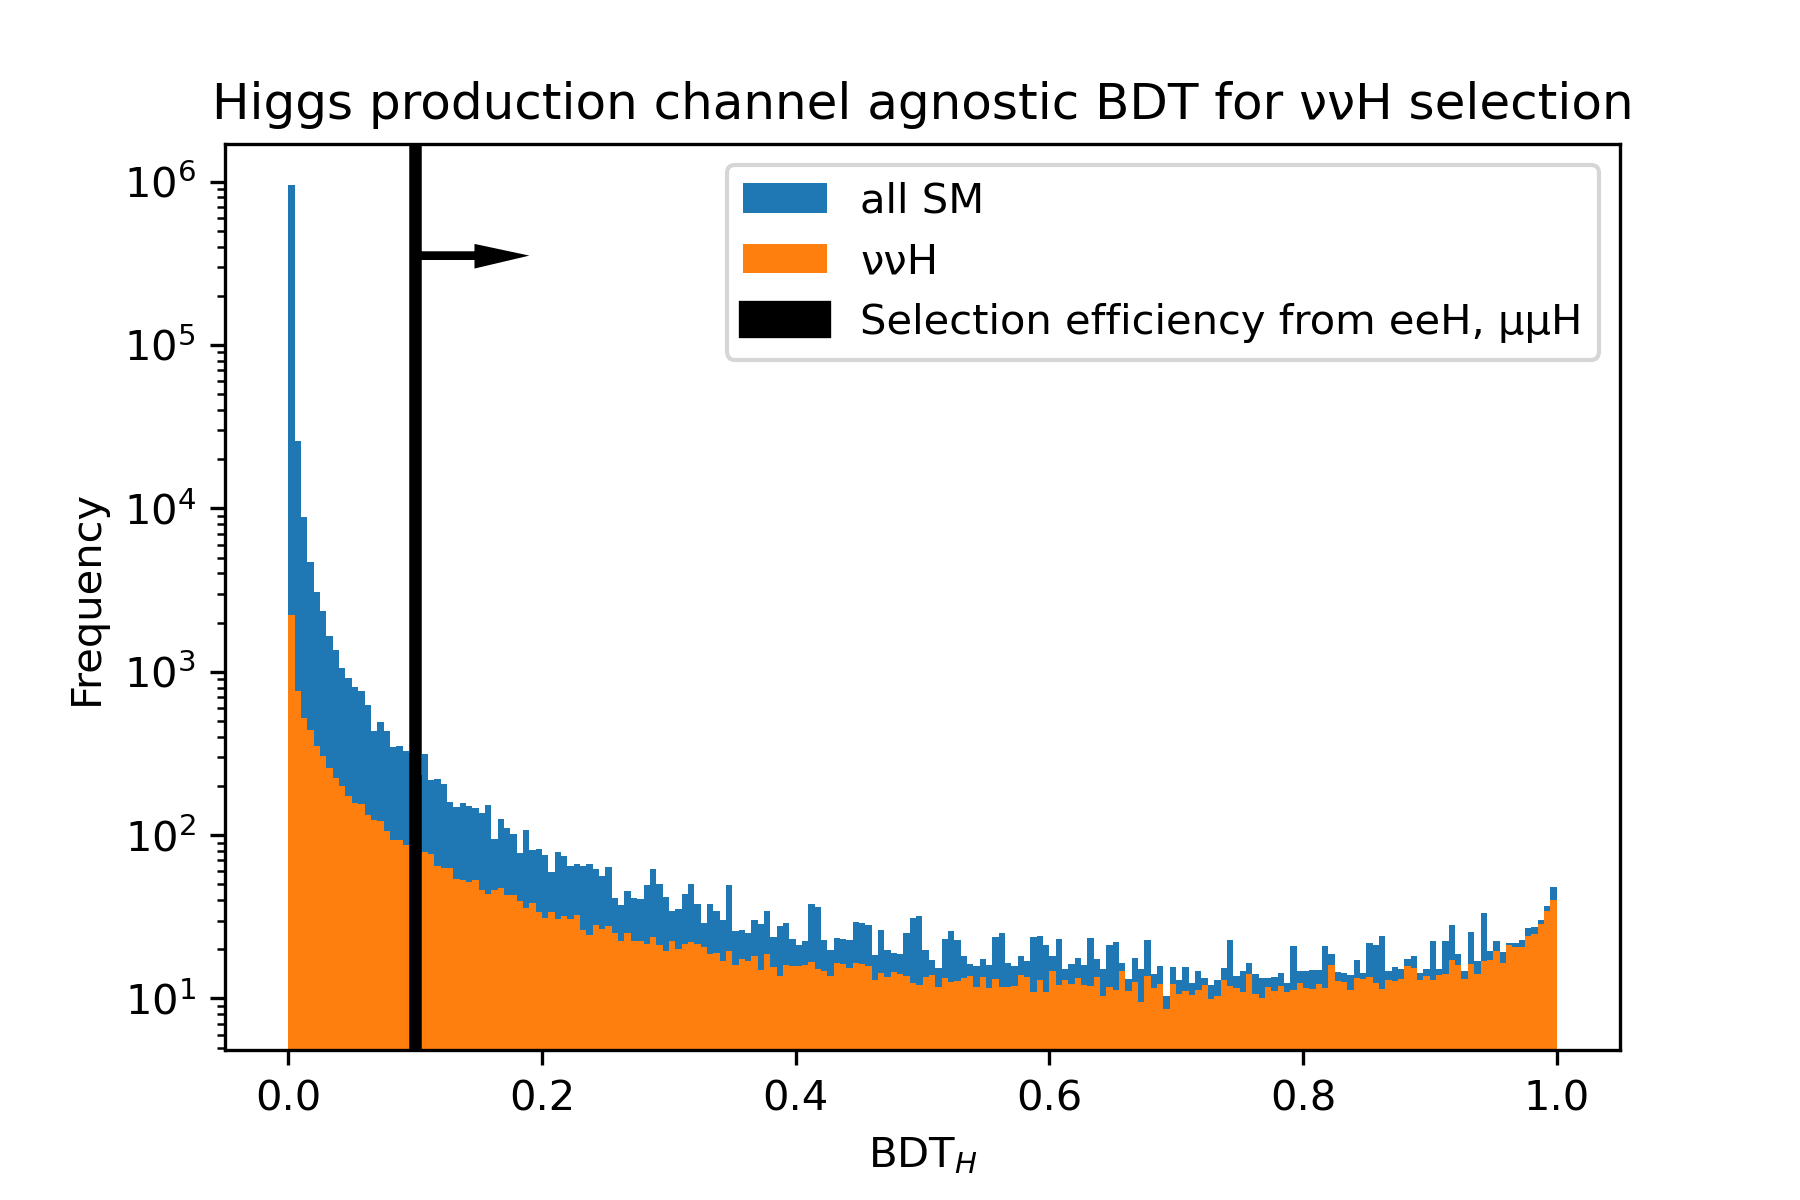 Higgs production channel agnostic BDT for ννH selection
all SM
ννH
Selection efficiency from eeH, μμH
Frequency
10⁶
10⁵
10⁴
10³
10²
10¹
0.0 0.2 0.4 0.6 0.8 1.0
BDT_H